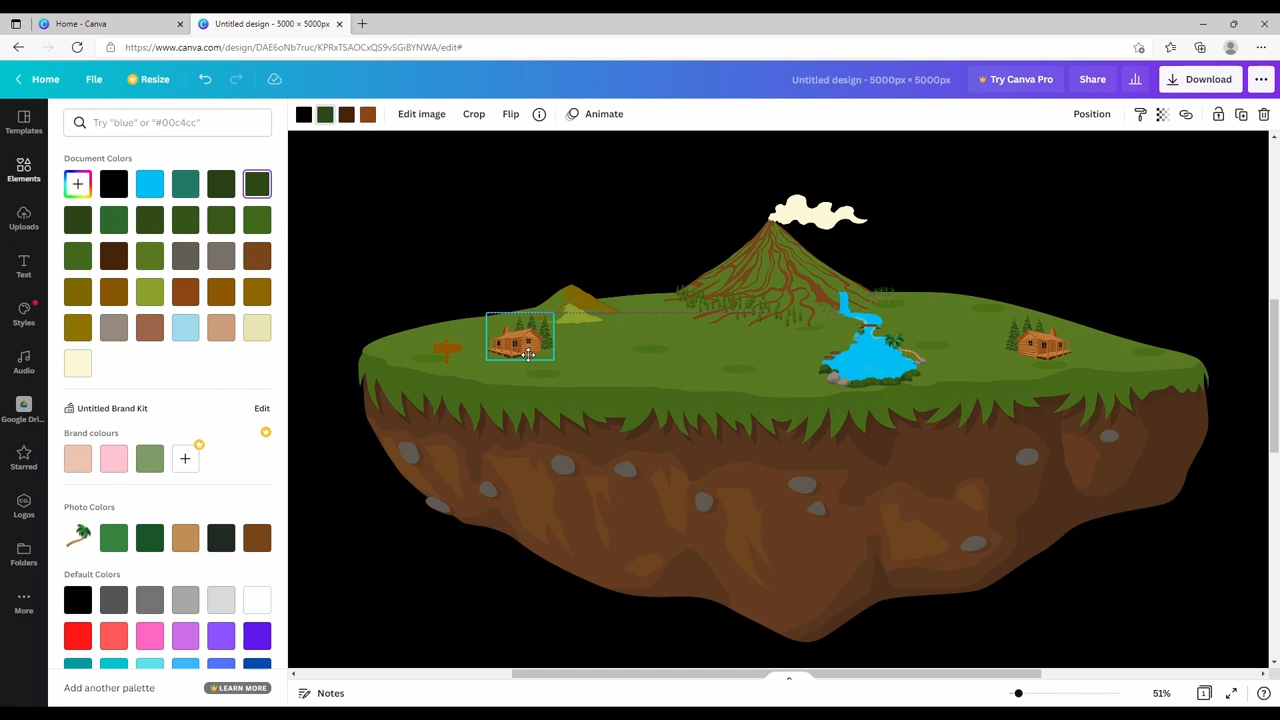 Home - Canva
Untitled design - 5000 × 5000px
https://www.canva.com/design/DAE6oNb7ruc/KPRxTSAOCxQS9vSGiBYNWA/edit#
Home
File
Resize
Untitled design - 5000px × 5000px
Try Canva Pro
Share
Download
Templates
Elements
Uploads
Text
Styles
Audio
Google Dri...
Starred
Logos
Folders
More
Try "blue" or "#00c4cc"
Edit image
Crop
Flip
Animate
Position
Document Colors
Untitled Brand Kit
Edit
Brand colours
Photo Colors
Default Colors
Add another palette
LEARN MORE
Notes
51%
1